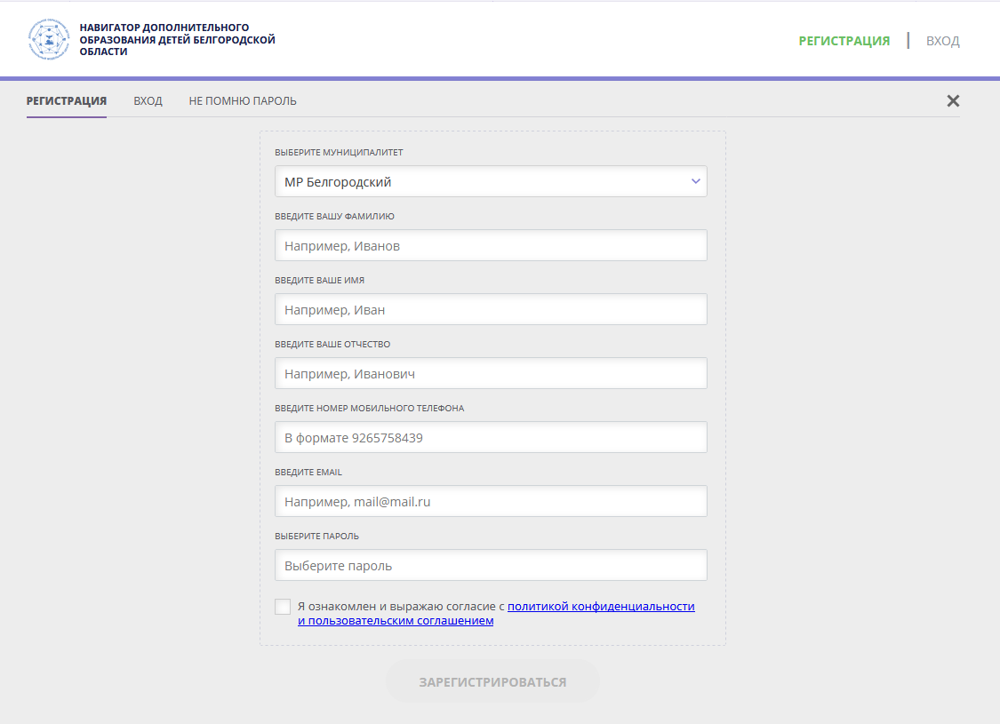 НАВИГАТОР ДОПОЛНИТЕЛЬНОГО
ОБРАЗОВАНИЯ ДЕТЕЙ БЕЛГОРОДСКОЙ
ОБЛАСТИ
РЕГИСТРАЦИЯ | ВХОД
РЕГИСТРАЦИЯ ВХОД НЕ ПОМНЮ ПАРОЛЬ
ВЫБЕРИТЕ МУНИЦИПАЛИТЕТ
МР Белгородский
ВВЕДИТЕ ВАШУ ФАМИЛИЮ
Например, Иванов
ВВЕДИТЕ ВАШЕ ИМЯ
Например, Иван
ВВЕДИТЕ ВАШЕ ОТЧЕСТВО
Например, Иванович
ВВЕДИТЕ НОМЕР МОБИЛЬНОГО ТЕЛЕФОНА
В формате 9265758439
ВВЕДИТЕ EMAIL
Например, mail@mail.ru
ВЫБЕРИТЕ ПАРОЛЬ
Выберите пароль
Я ознакомлен и выражаю согласие с политикой конфиденциальности
и пользовательским соглашением
ЗАРЕГИСТРИРОВАТЬСЯ